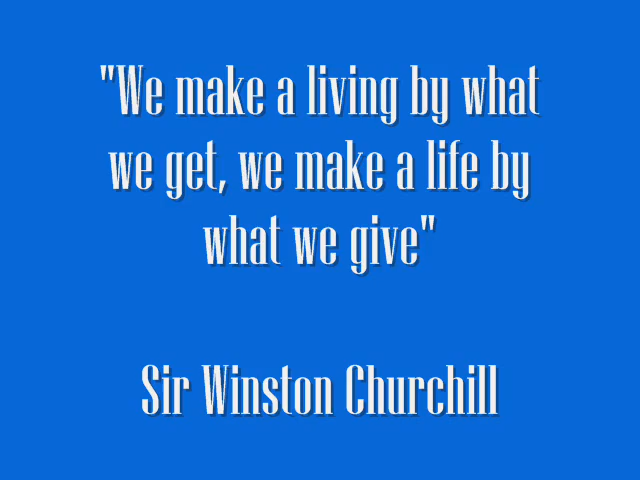 "We make a living by what
we get, we make a life by
what we give"
Sir Winston Churchill